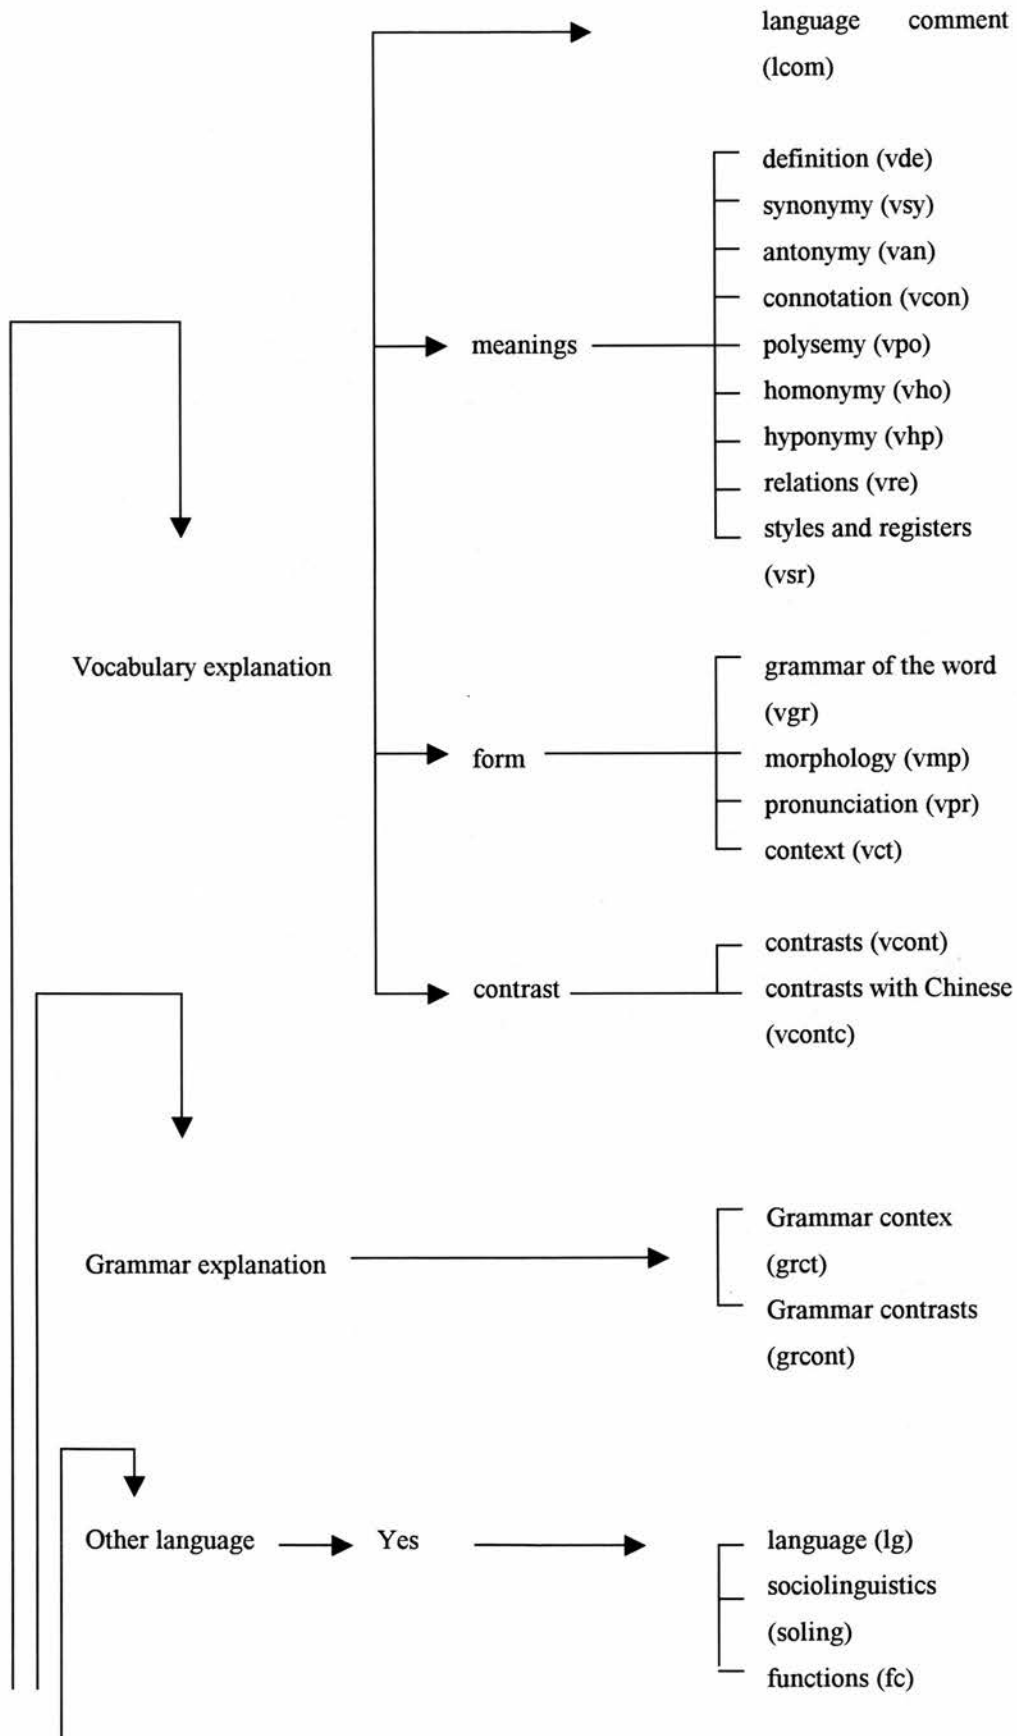 language comment
(lcom)
definition (vde)
synonymy (vsy)
antonymy (van)
connotation (vcon)
meanings
polysemy (vpo)
homonymy (vho)
hyponymy (vhp)
relations (vre)
styles and registers
(vsr)
Vocabulary explanation
grammar of the word
(vgr)
form
morphology (vmp)
pronunciation (vpr)
context (vct)
contrasts (vcont)
contrast
contrasts with Chinese
(vcontc)
Grammar contex
Grammar explanation
(grct)
Grammar contrasts
(grcont)
Other language
Yes
language (lg)
sociolinguistics
(soling)
functions (fc)